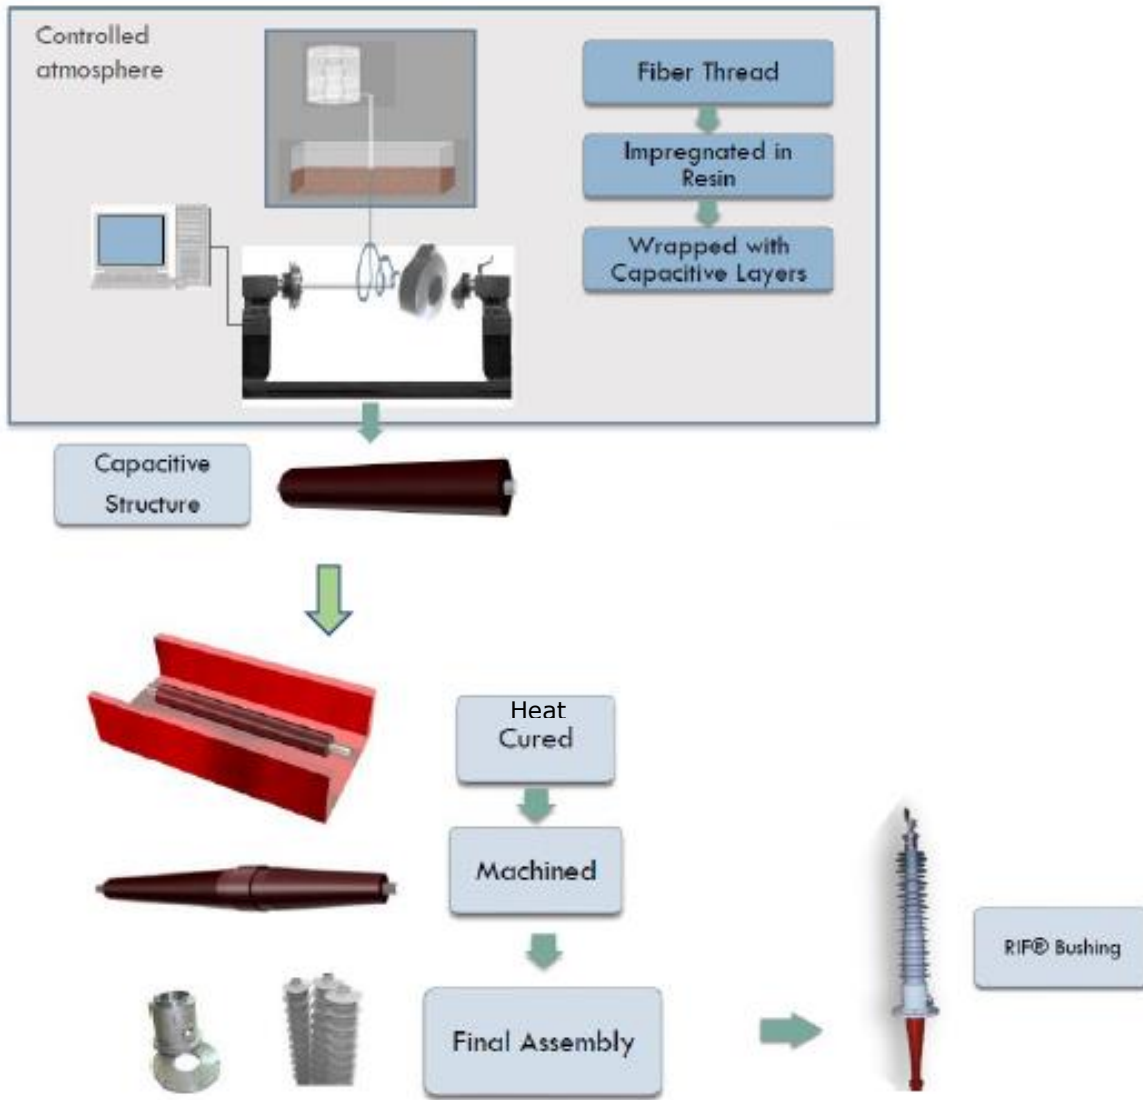 Controlled
atmosphere
Fiber Thread
Impregnated in
Resin
Wrapped with
Capacitive Layers
Capacitive
Structure
Heat
Cured
Machined
RIF® Bushing
Final Assembly